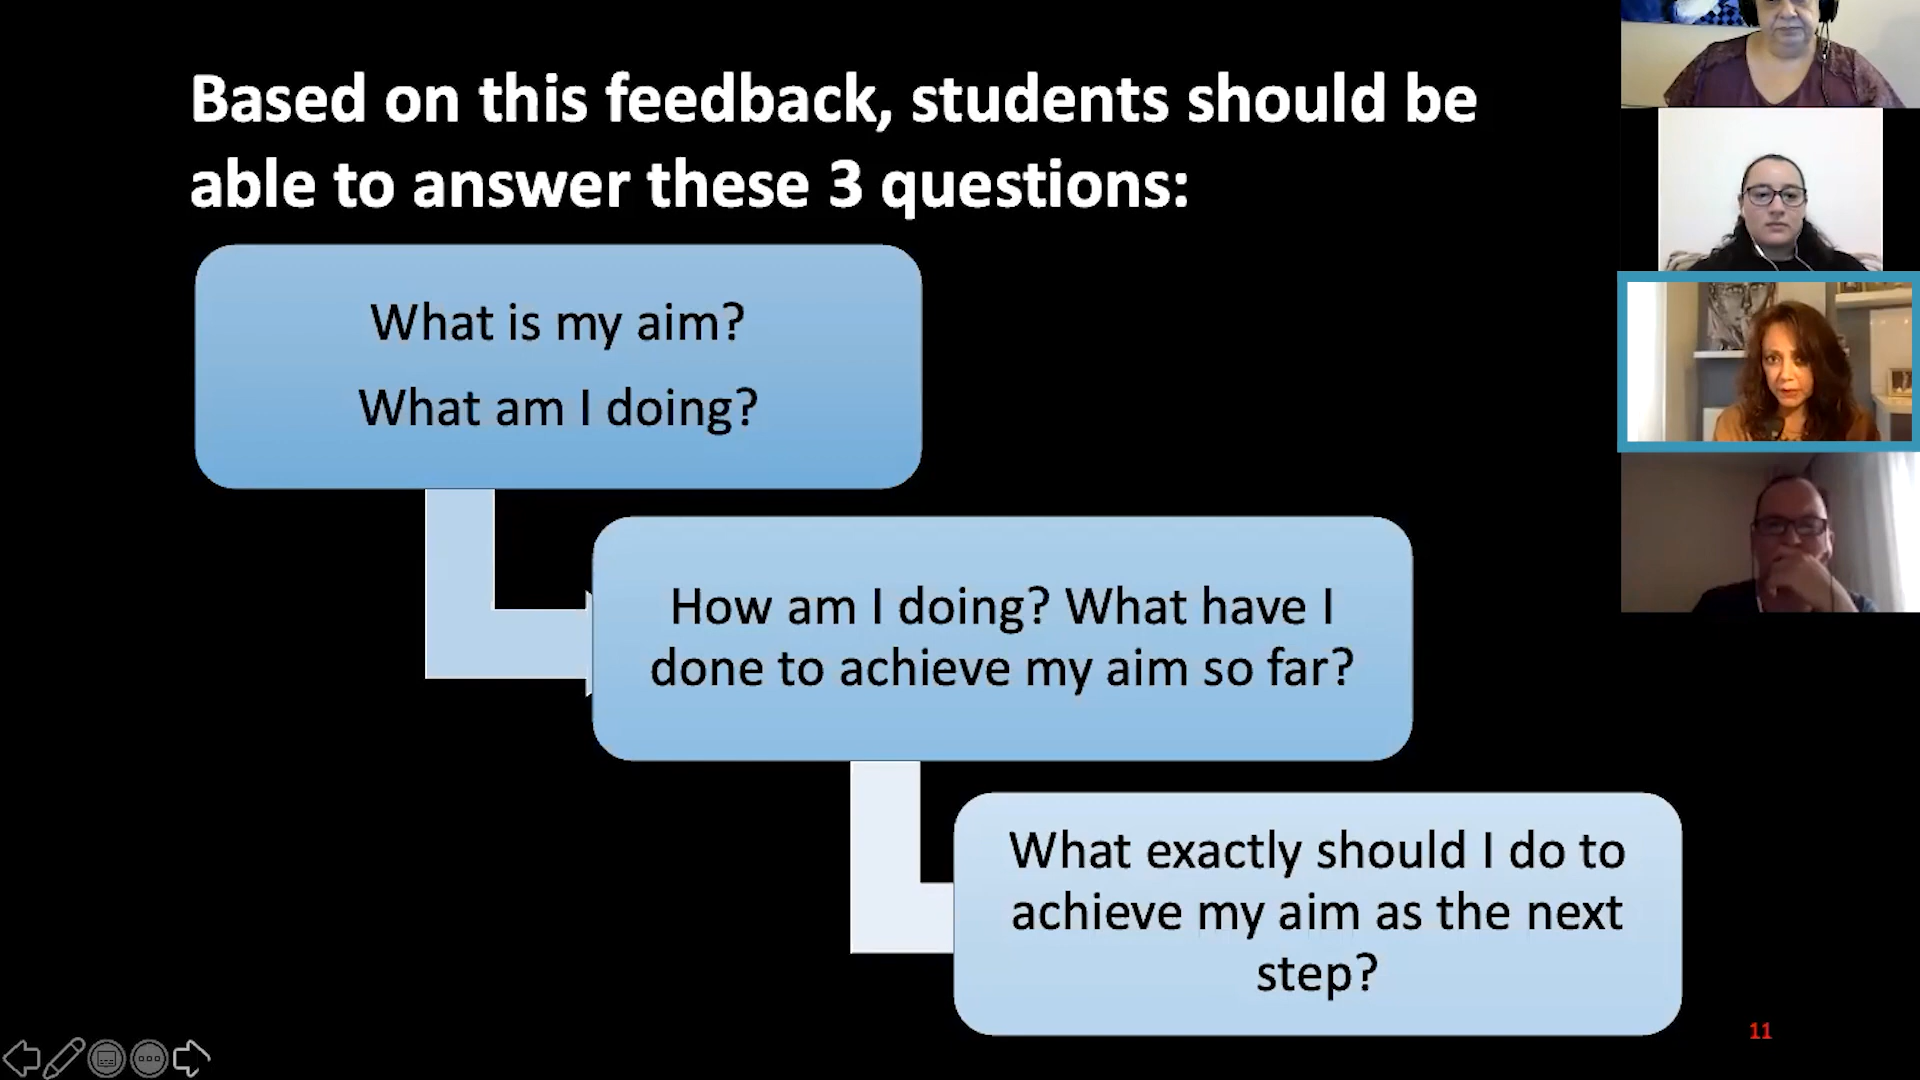 Based on this feedback, students should be
able to answer these 3 questions:
What is my aim?
What am I doing?
How am I doing? What have I
done to achieve my aim so far?
What exactly should I do to
achieve my aim as the next
step?
11